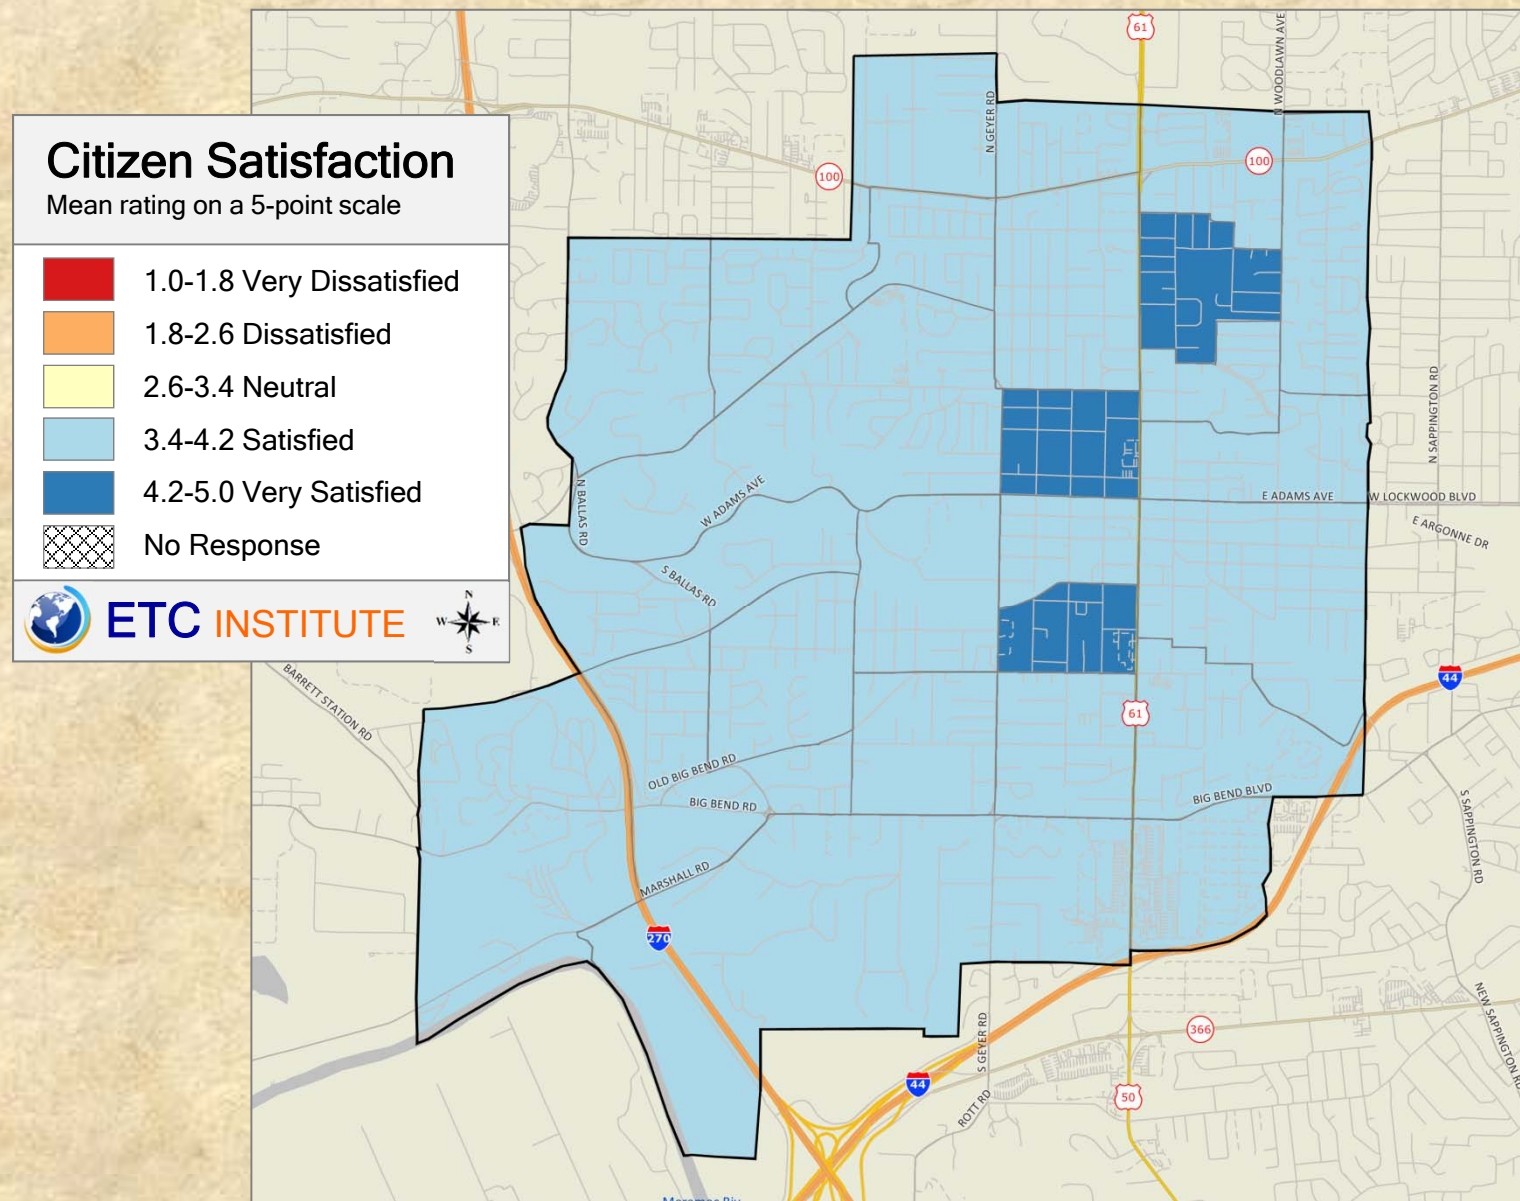 Citizen Satisfaction
Mean rating on a 5-point scale
1.0-1.8 Very Dissatisfied
1.8-2.6 Dissatisfied
2.6-3.4 Neutral
3.4-4.2 Satisfied
4.2-5.0 Very Satisfied
No Response
ETC INSTITUTE
N
W E
S
61
N WOODLAWN AVE
N GEYER RD
100
100
N SAPPINGTON RD
N BALLAS RD
W ADAMS AVE
E ADAMS AVE
W LOCKWOOD BLVD
E ARGONNE DR
S BALLAS RD
BARRETT STATION RD
44
61
OLD BIG BEND RD
BIG BEND RD
BIG BEND BLVD
S SAPPINGTON RD
MARSHALL RD
270
NEW SAPPINGTON RD
S GEYER RD
366
44
50
ROTT RD